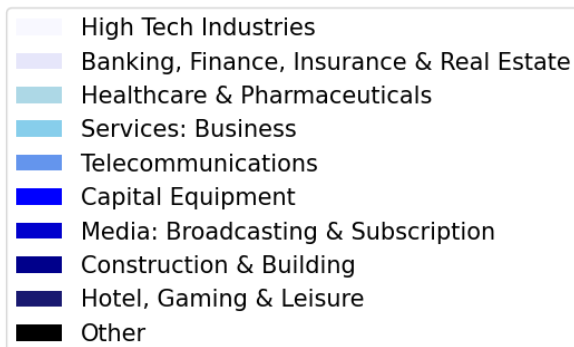 High Tech Industries
Banking, Finance, Insurance & Real Estate
Healthcare & Pharmaceuticals
Services: Business
Telecommunications
Capital Equipment
Media: Broadcasting & Subscription
Construction & Building
Hotel, Gaming & Leisure
Other